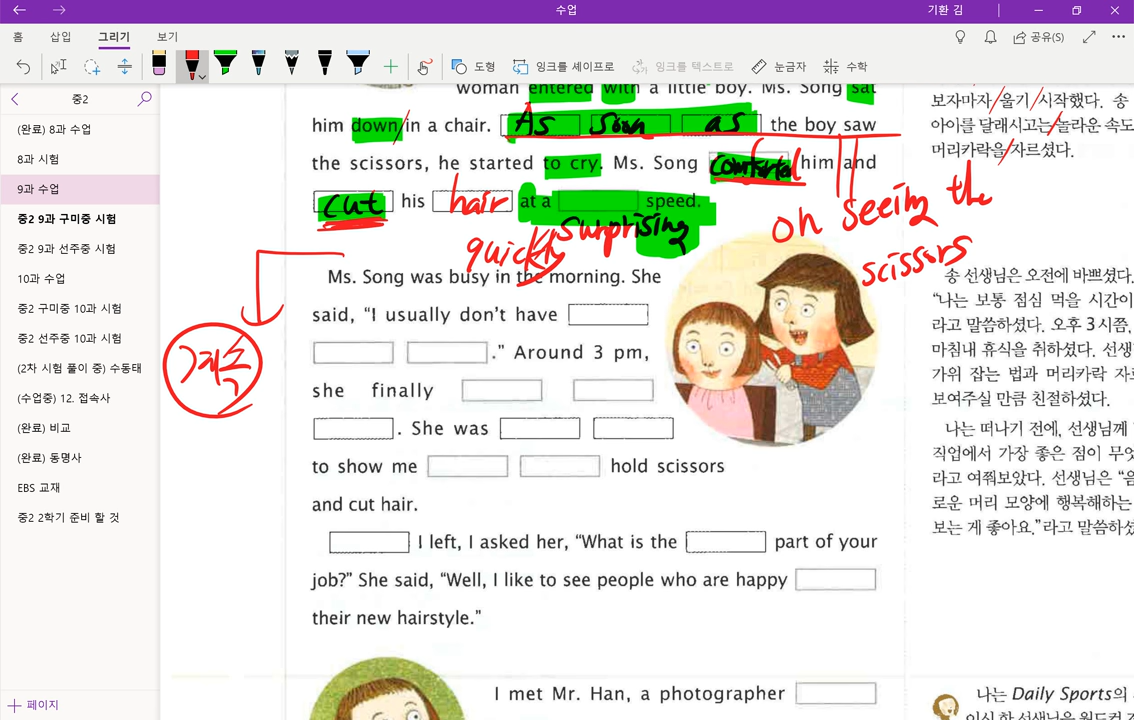 수업
기환 김
홈 삽입 그리기 보기
공유(S)
도형 잉크를 셰이프로 잉크를 텍스트로 눈금자 수학
중2
(완료) 8과 수업
8과 시험
9과 수업
중2 9과 구미중 시험
중2 9과 선주중 시험
10과 수업
중2 구미중 10과 시험
중2 선주중 10과 시험
(2차 시험 풀이 중) 수동태
(수업중) 12. 접속사
(완료) 비교
(완료) 동명사
EBS 교재
중2 2학기 준비 할 것
페이지
woman entered with a little boy. Ms. Song sat
him down in a chair. As soon as the boy saw
the scissors, he started to cry. Ms. Song comforted him and
cut his hair at a speed.
surprising
quickly
on seeing the
scissors
계속
Ms. Song was busy in the morning. She
said, “I usually don’t have
.” Around 3 pm,
she finally
. She was
to show me hold scissors
and cut hair.
I left, I asked her, “What is the part of your
job?” She said, “Well, I like to see people who are happy
their new hairstyle.”
I met Mr. Han, a photographer
보자마자 울기 시작했다. 송
아이를 달래시고는 놀라운 속도
머리카락을 자르셨다.
송 선생님은 오전에 바쁘셨다.
“나는 보통 점심 먹을 시간이
라고 말씀하셨다. 오후 3시쯤,
마침내 휴식을 취하셨다. 선생
가위 잡는 법과 머리카락 자르
보여주실 만큼 친절하셨다.
나는 떠나기 전에, 선생님께
직업에서 가장 좋은 점이 무엇
라고 여쭤보았다. 선생님은 “음
로운 머리 모양에 행복해하는
보는 게 좋아요.”라고 말씀하셨
나는 Daily Sports의